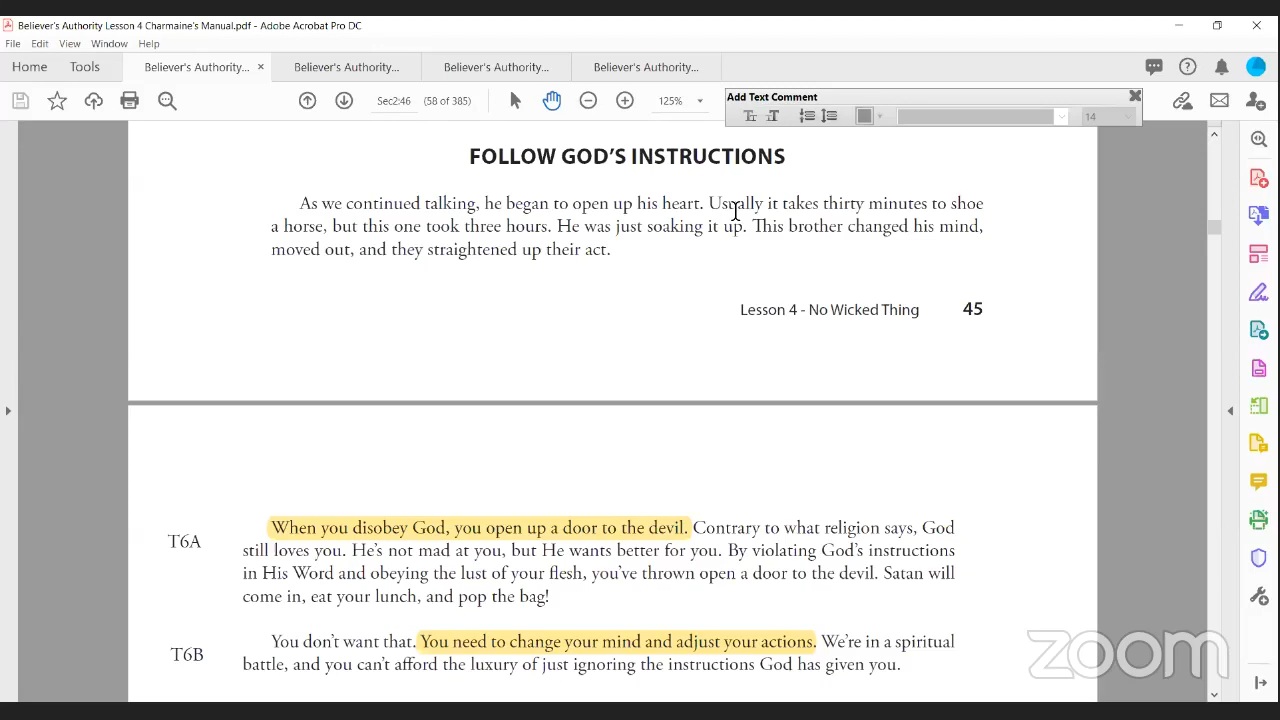 Believer's Authority Lesson 4 Charmaine's Manual.pdf - Adobe Acrobat Pro DC
File Edit View Window Help
Home Tools Believer's Authority... × Believer's Authority... Believer's Authority... Believer's Authority...
Sec2:46 (58 of 385) 125%
Add Text Comment
14
FOLLOW GOD'S INSTRUCTIONS
As we continued talking, he began to open up his heart. Usually it takes thirty minutes to shoe
a horse, but this one took three hours. He was just soaking it up. This brother changed his mind,
moved out, and they straightened up their act.
Lesson 4 - No Wicked Thing 45
When you disobey God, you open up a door to the devil. Contrary to what religion says, God
T6A
still loves you. He's not mad at you, but He wants better for you. By violating God's instructions
in His Word and obeying the lust of your flesh, you've thrown open a door to the devil. Satan will
come in, eat your lunch, and pop the bag!
You don't want that. You need to change your mind and adjust your actions. We're in a spiritual
T6B
battle, and you can't afford the luxury of just ignoring the instructions God has given you.
zoom